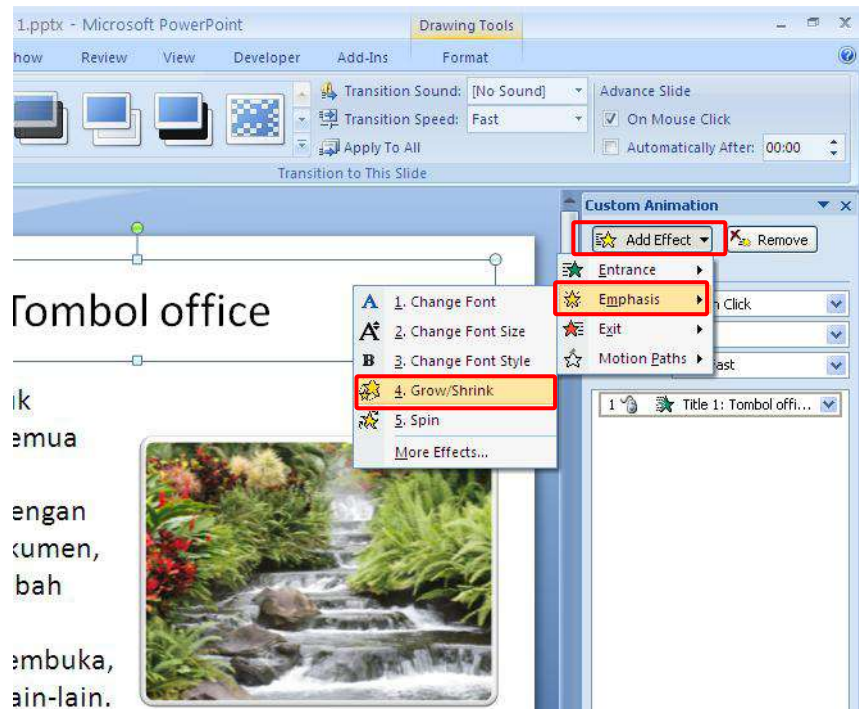 1.pptx - Microsoft PowerPoint
Drawing Tools
how Review View Developer Add-Ins Format
Transition Sound: [No Sound]
Transition Speed: Fast
Apply To All
Transition to This Slide
Advance Slide
On Mouse Click
Automatically After: 00:00
Custom Animation
Add Effect
Remove
Entrance
Emphasis
Exit
Motion Paths
n Click
ast
1 Title 1: Tombol offi...
A 1. Change Font
A 2. Change Font Size
B 3. Change Font Style
4. Grow/Shrink
5. Spin
More Effects...
Tombol office
ik
emua
engan
kumen,
bah
embuka,
ain-lain.